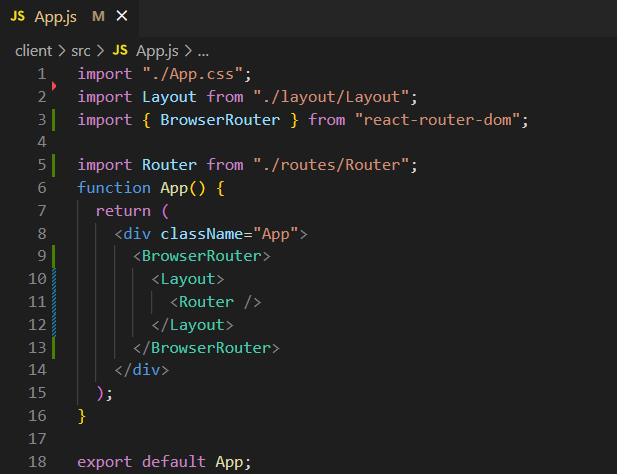 JS App.js M ×
client > src > JS App.js > ...
1 import "./App.css";
2 import Layout from "./layout/Layout";
3 import { BrowserRouter } from "react-router-dom";
4
5 import Router from "./routes/Router";
6 function App() {
7   return (
8     <div className="App">
9       <BrowserRouter>
10         <Layout>
11           <Router />
12         </Layout>
13       </BrowserRouter>
14     </div>
15   );
16 }
17
18 export default App;